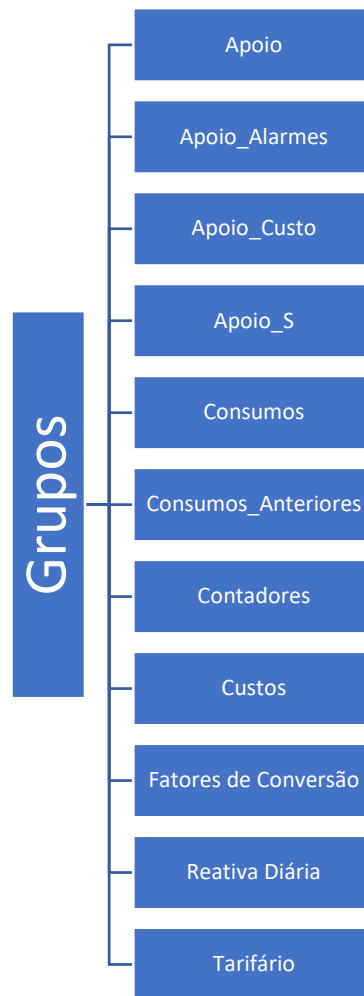 Grupos
Apoio
Apoio_Alarmes
Apoio_Custo
Apoio_S
Consumos
Consumos_Anteriores
Contadores
Custos
Fatores de Conversão
Reativa Diária
Tarifário